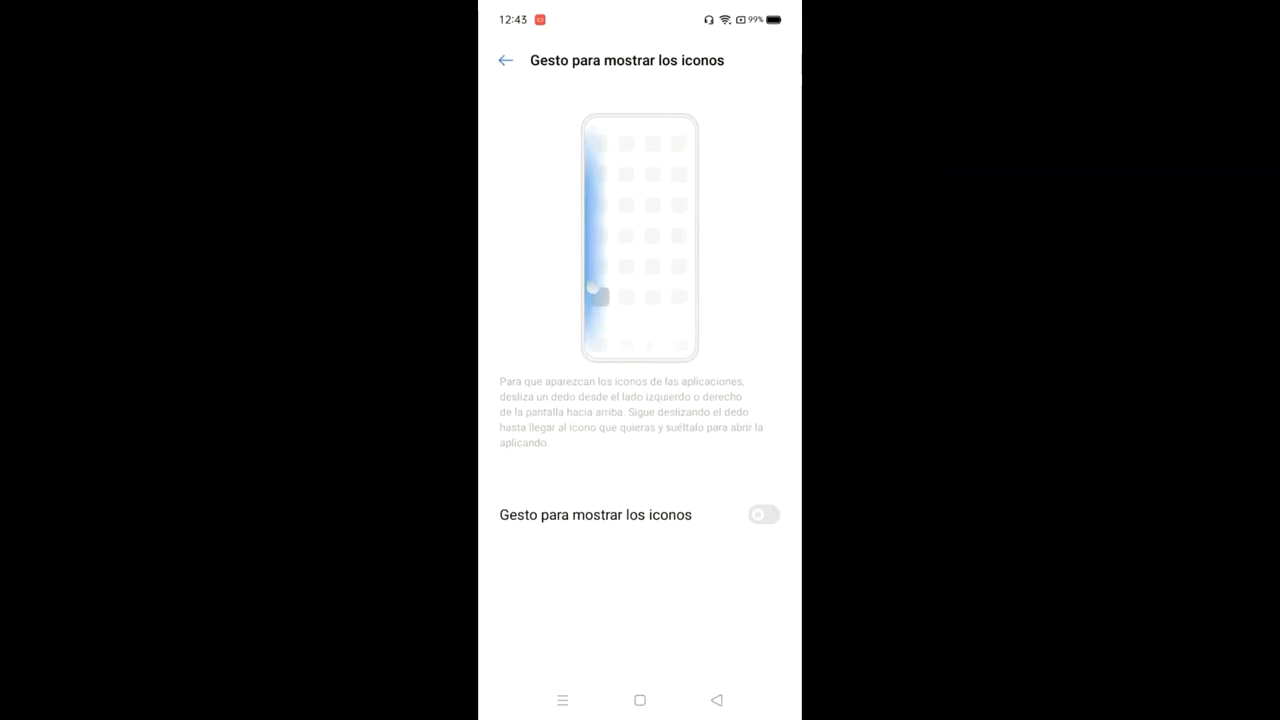 12:43
99%
Gesto para mostrar los iconos
Para que aparezcan los iconos de las aplicaciones,
desliza un dedo desde el lado izquierdo o derecho
de la pantalla hacia arriba. Sigue deslizando el dedo
hasta llegar al icono que quieras y suéltalo para abrir la
aplicando.
Gesto para mostrar los iconos